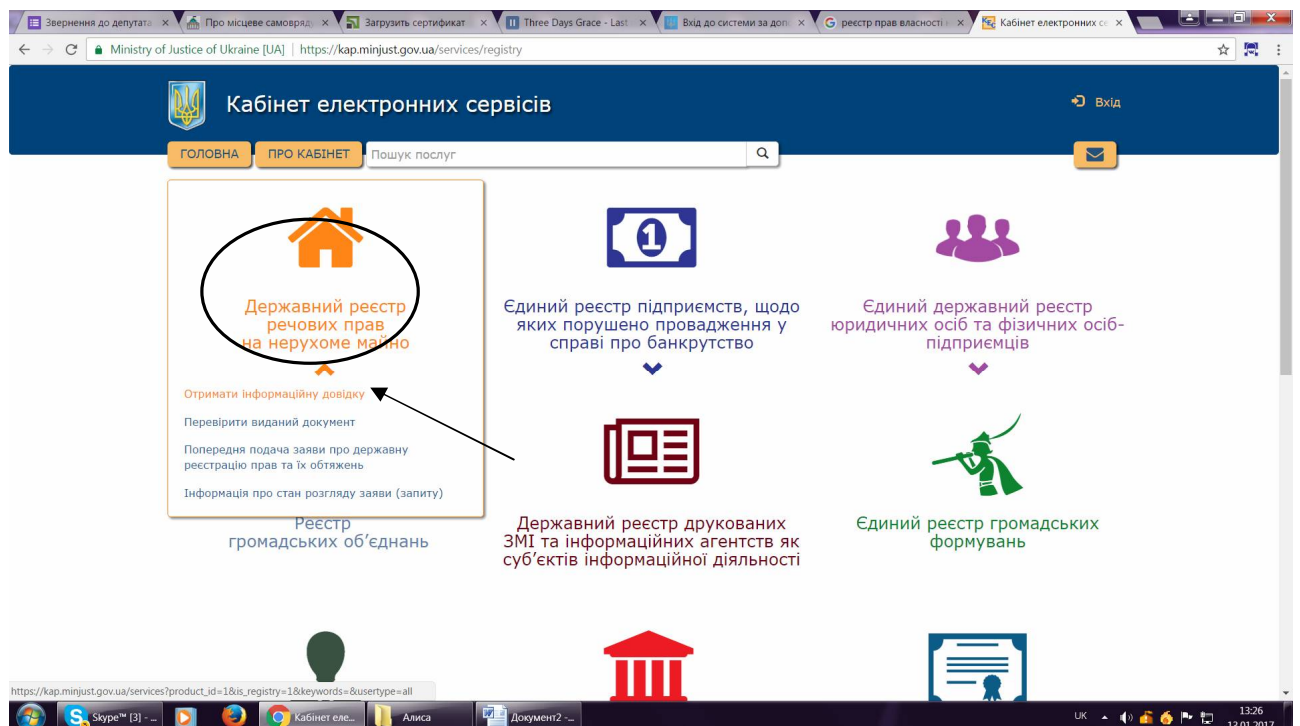 Звернення до депутата
Про місцеве самовряд
Загрузить сертификат
Three Days Grace - Last
Вхід до системи за доп
реєстр прав власності н
Кабінет електронних се
Ministry of Justice of Ukraine [UA] | https://kap.minjust.gov.ua/services/registry
Кабінет електронних сервісів
Вхід
ГОЛОВНА
ПРО КАБІНЕТ
Пошук послуг
Державний реєстр
речових прав
на нерухоме майно
Отримати інформаційну довідку
Перевірити виданий документ
Попередня подача заяви про державну
реєстрацію прав та їх обтяжень
Інформація про стан розгляду заяви (запиту)
1
Єдиний реєстр підприємств, щодо
яких порушено провадження у
справі про банкрутство
Єдиний державний реєстр
юридичних осіб та фізичних осіб-
підприємців
Реєстр
громадських об’єднань
Державний реєстр друкованих
ЗМІ та інформаційних агентств як
суб’єктів інформаційної діяльності
Єдиний реєстр громадських
формувань
https://kap.minjust.gov.ua/services?product_id=1&is_registry=1&keywords=&usertype=all
Skype™ [3] - ...
Кабінет еле...
Алиса
Документ2 -...
UK
13:26
13.01.2017